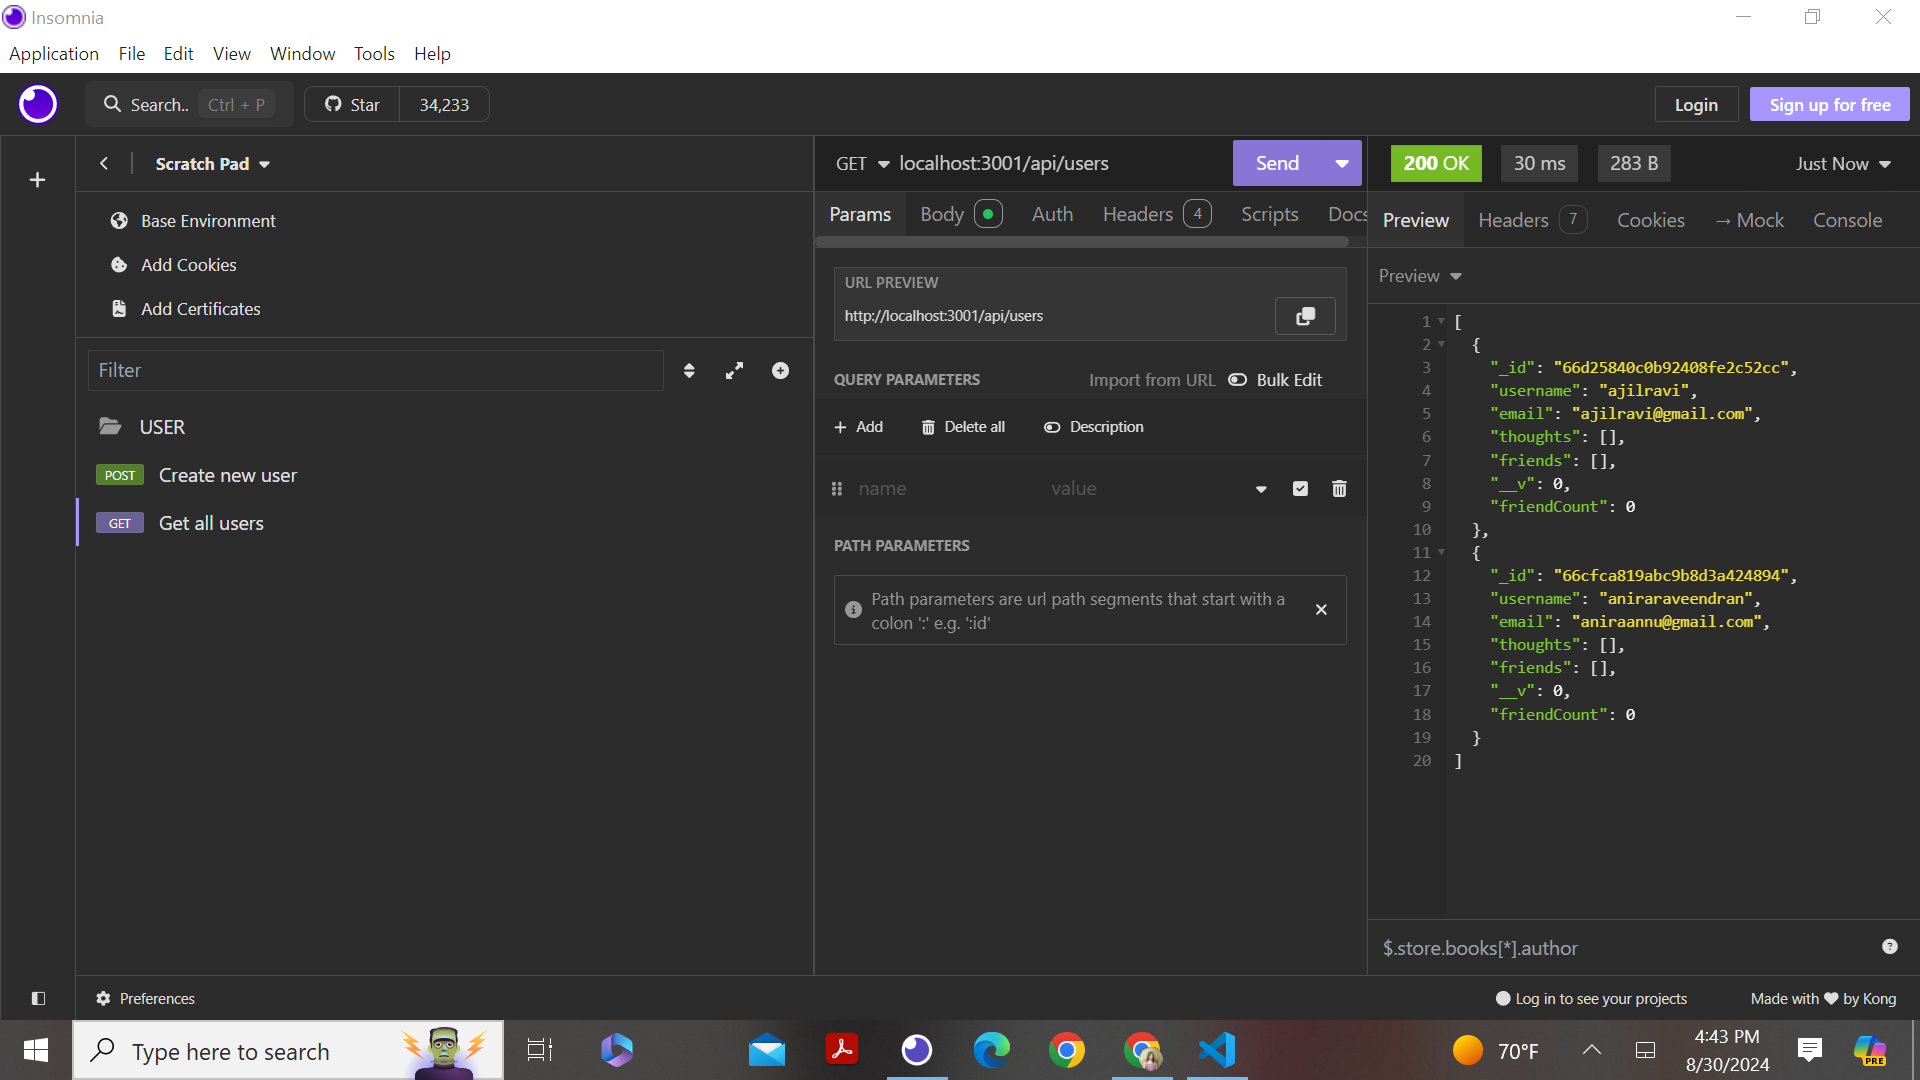 Insomnia
Application File Edit View Window Tools Help
Search.. Ctrl + P Star 34,233 Login Sign up for free
Scratch Pad
Base Environment
Add Cookies
Add Certificates
Filter
USER
POST Create new user
GET Get all users
GET localhost:3001/api/users Send
Params Body Auth Headers 4 Scripts Docs
URL PREVIEW
http://localhost:3001/api/users
QUERY PARAMETERS Import from URL Bulk Edit
+ Add Delete all Description
name value
PATH PARAMETERS
Path parameters are url path segments that start with a
colon ':' e.g. ':id'
200 OK 30 ms 283 B Just Now
Preview Headers 7 Cookies → Mock Console
Preview
1 [
2 {
3 "_id": "66d25840c0b92408fe2c52cc",
4 "username": "ajilravi",
5 "email": "ajilravi@gmail.com",
6 "thoughts": [],
7 "friends": [],
8 "__v": 0,
9 "friendCount": 0
10 },
11 {
12 "_id": "66cfca819abc9b8d3a424894",
13 "username": "aniraraveendran",
14 "email": "aniraannu@gmail.com",
15 "thoughts": [],
16 "friends": [],
17 "__v": 0,
18 "friendCount": 0
19 }
20 ]
$.store.books[*].author
Preferences Log in to see your projects Made with ♥ by Kong
Type here to search 70°F 4:43 PM
8/30/2024
PRE